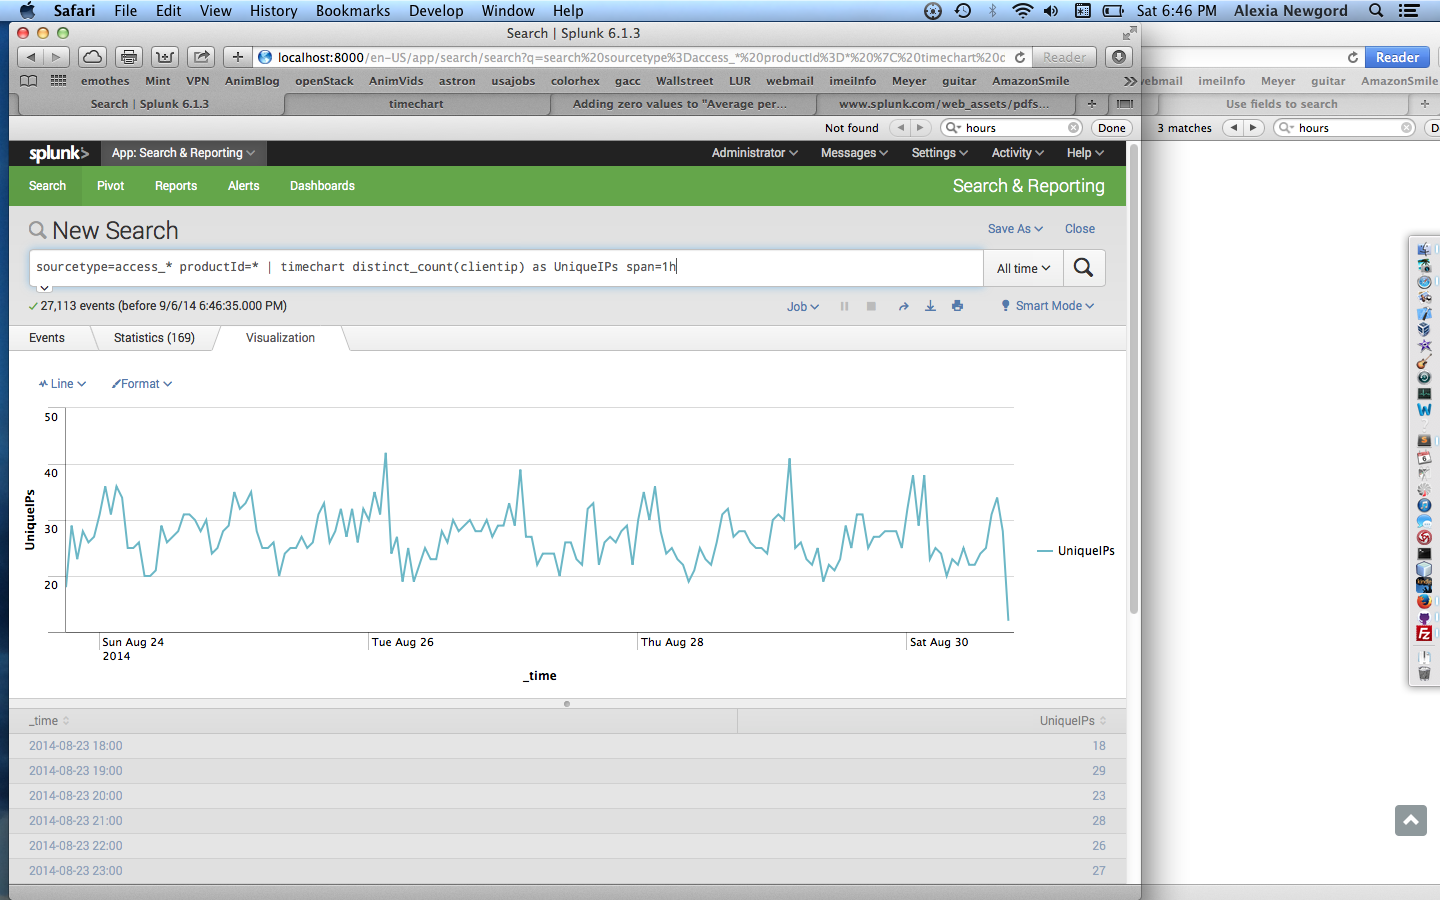 Safari File Edit View History Bookmarks Develop Window Help
Sat 6:46 PM Alexia Newgord
Search | Splunk 6.1.3
localhost:8000/en-US/app/search/search?q=search%20sourcetype%3Daccess_*%20productId%3D*%20%7C%20timechart%20
Reader
Reader
emothes Mint VPN AnimBlog openStack AnimVids astron usajobs colorhex gacc Wallstreet LUR webmail imeiInfo Meyer guitar AmazonSmile
ebmail imeiInfo Meyer guitar AmazonSmile
Search | Splunk 6.1.3
timechart
Adding zero values to "Average per...
www.splunk.com/web_assets/pdfs...
Use fields to search
Not found
hours
Done
3 matches
hours
D
splunk>
App: Search & Reporting
Administrator Messages Settings Activity Help
Search Pivot Reports Alerts Dashboards
Search & Reporting
New Search
Save As Close
sourcetype=access_* productId=* | timechart distinct_count(clientip) as UniqueIPs span=1h
All time
27,113 events (before 9/6/14 6:46:35.000 PM)
Job
Smart Mode
Events Statistics (169) Visualization
Line Format
50
40
30
20
UniqueIPs
UniqueIPs
Sun Aug 24
2014
Tue Aug 26
Thu Aug 28
Sat Aug 30
_time
_time UniqueIPs
2014-08-23 18:00 18
2014-08-23 19:00 29
2014-08-23 20:00 23
2014-08-23 21:00 28
2014-08-23 22:00 26
2014-08-23 23:00 27